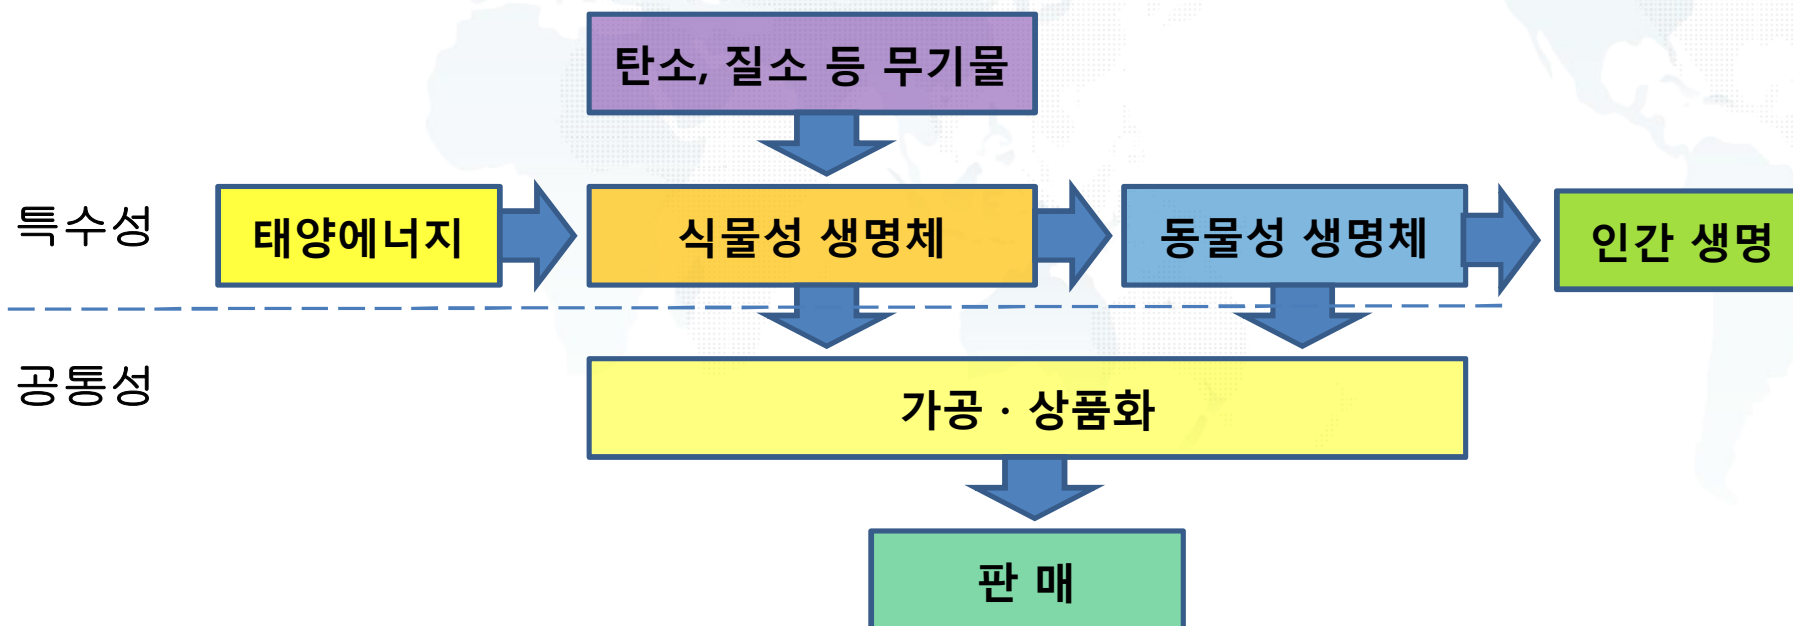 탄소, 질소 등 무기물
특수성
태양에너지
식물성 생명체
동물성 생명체
인간 생명
공통성
가공 · 상품화
판 매